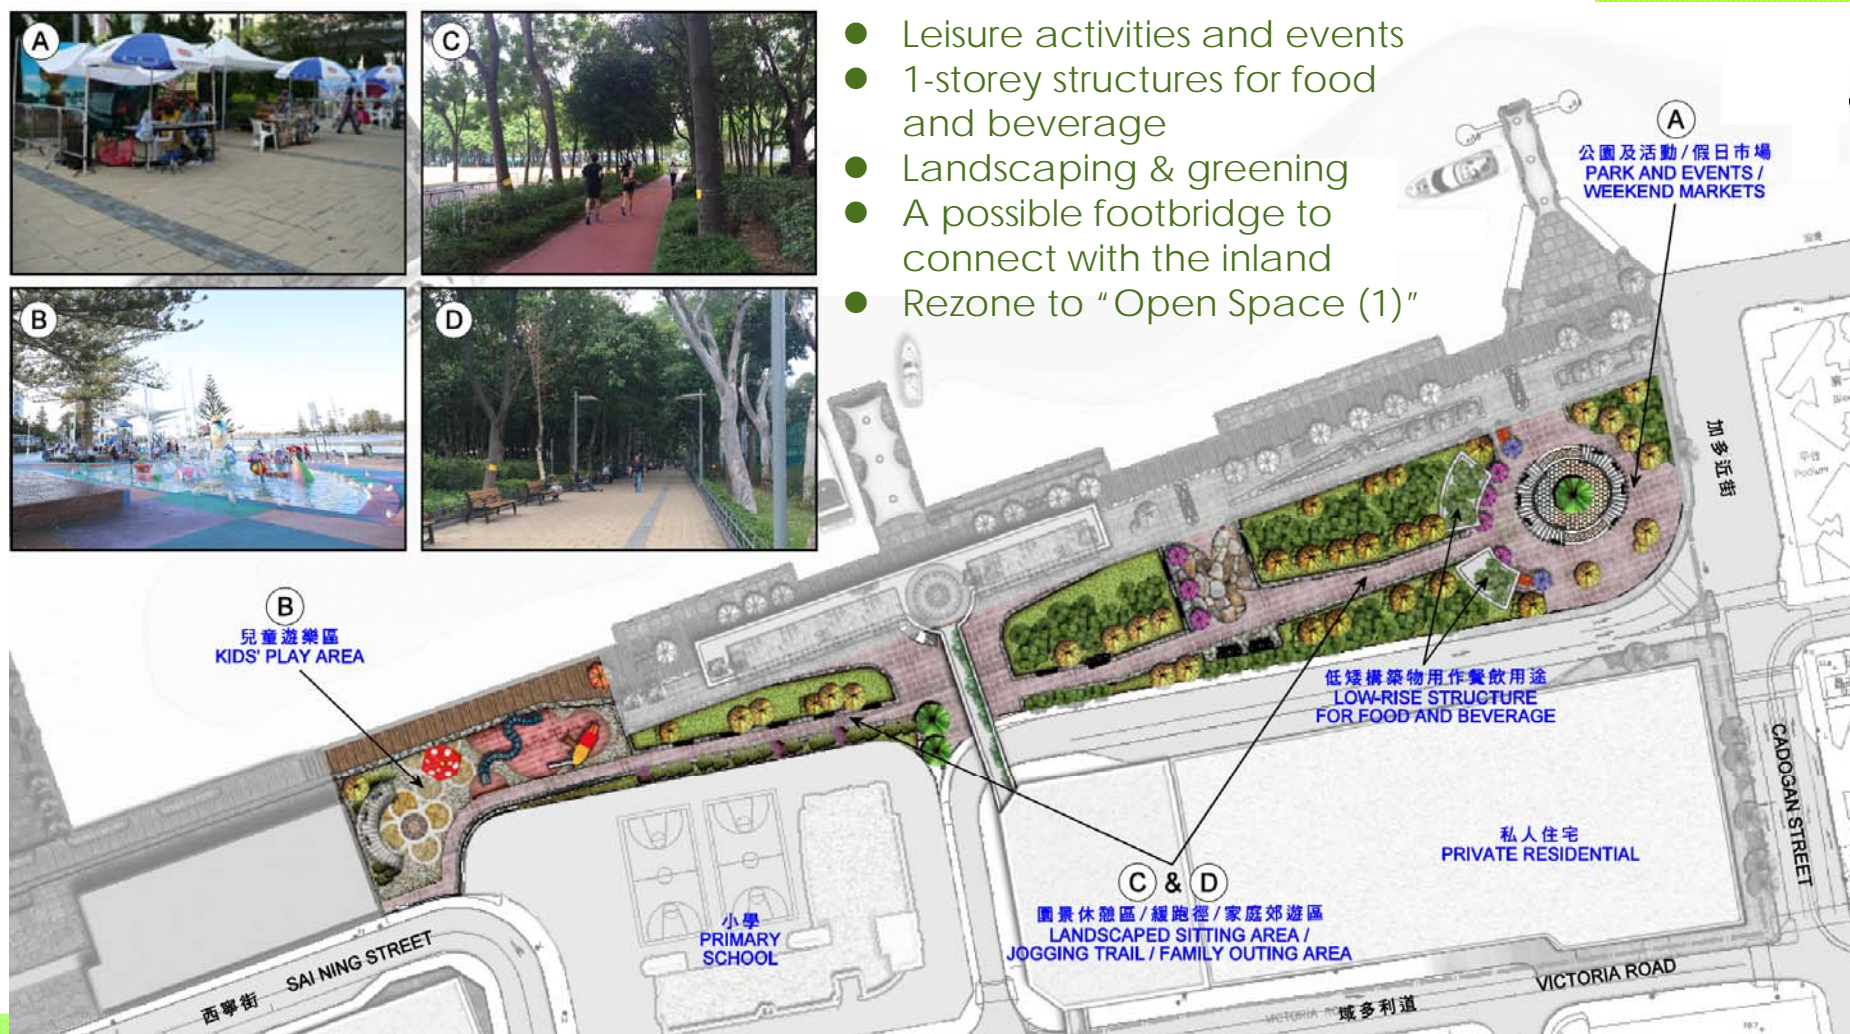 A
C
B
D
● Leisure activities and events
● 1-storey structures for food
and beverage
● Landscaping & greening
● A possible footbridge to
connect with the inland
● Rezone to “Open Space (1)”
A
公園及活動/假日市場
PARK AND EVENTS /
WEEKEND MARKETS
加多近街
平台
Podium
B
兒童遊樂區
KIDS' PLAY AREA
低矮構築物用作餐飲用途
LOW-RISE STRUCTURE
FOR FOOD AND BEVERAGE
CADOGAN STREET
私人住宅
PRIVATE RESIDENTIAL
C & D
園景休憩區/緩跑徑/家庭郊遊區
LANDSCAPED SITTING AREA /
JOGGING TRAIL / FAMILY OUTING AREA
小學
PRIMARY
SCHOOL
西寧街 SAI NING STREET
域多利道
VICTORIA ROAD